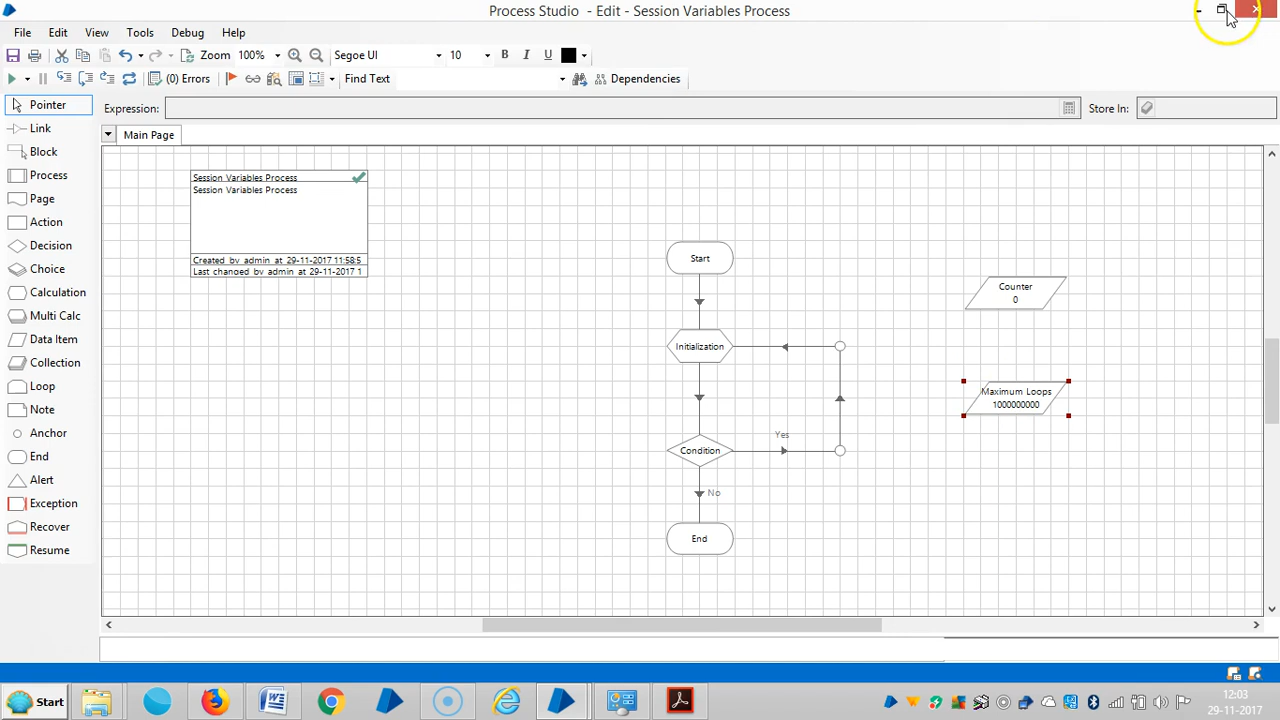 Process Studio - Edit - Session Variables Process
File Edit View Tools Debug Help
Zoom 100% Segoe UI 10 B I U
(0) Errors Find Text Dependencies
Pointer
Expression: Store In:
Link
Main Page
Block
Process
Page
Action
Decision
Choice
Calculation
Multi Calc
Data Item
Collection
Loop
Note
Anchor
End
Alert
Exception
Recover
Resume
Session Variables Process
Session Variables Process
Created by admin at 29-11-2017 11:58:5
Last changed by admin at 29-11-2017 1
Start
Counter
0
Initialization
Maximum Loops
1000000000
Yes
Condition
No
End
Start
12:03
29-11-2017